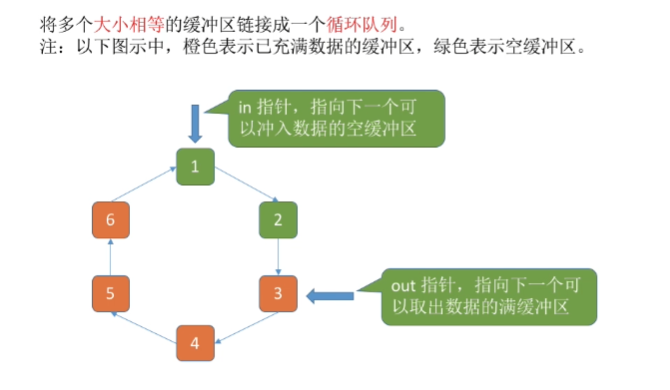 将多个大小相等的缓冲区链接成一个循环队列。
注：以下图示中，橙色表示已充满数据的缓冲区，绿色表示空缓冲区。
in 指针，指向下一个可
以冲入数据的空缓冲区
1
6
2
5
3
out 指针，指向下一个可
以取出数据的满缓冲区
4